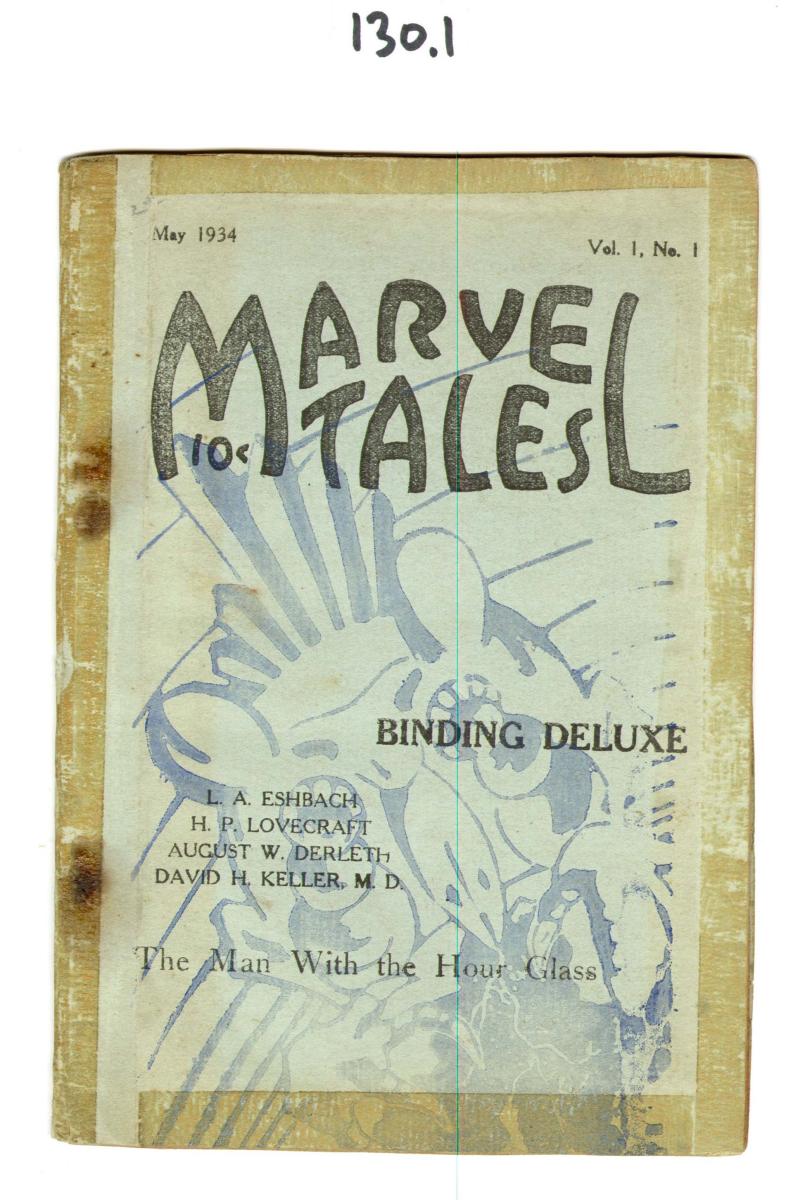 130.1
May 1934
Vol. 1, No. 1
MARVEL
TALES
10¢
BINDING DELUXE
L. A. ESHBACH
H. P. LOVECRAFT
AUGUST W. DERLETH
DAVID H. KELLER, M. D.
The Man With the Hour Glass